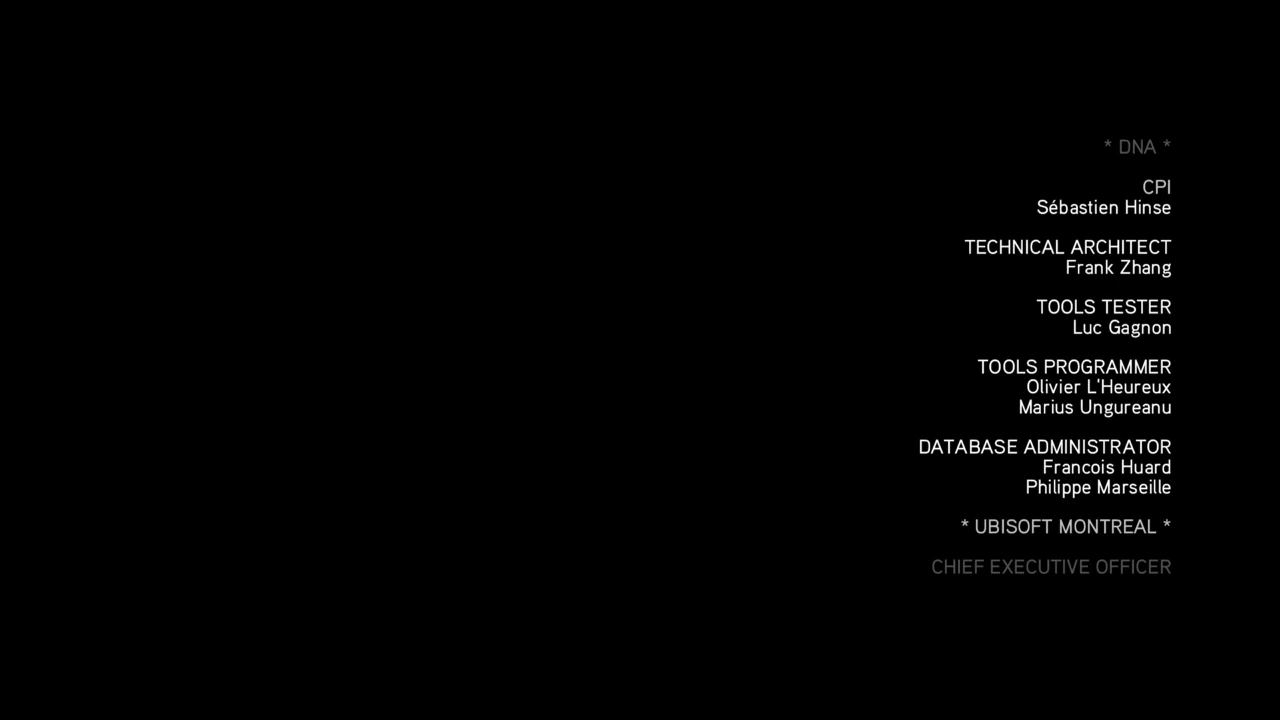 * DNA *
CPI
Sébastien Hinse
TECHNICAL ARCHITECT
Frank Zhang
TOOLS TESTER
Luc Gagnon
TOOLS PROGRAMMER
Olivier L'Heureux
Marius Ungureanu
DATABASE ADMINISTRATOR
Francois Huard
Philippe Marseille
* UBISOFT MONTREAL *
CHIEF EXECUTIVE OFFICER